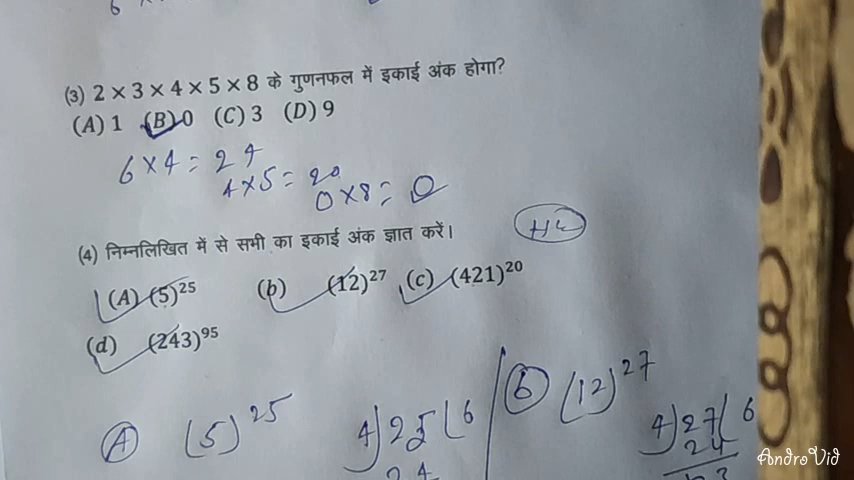 6
(3) 2 × 3 × 4 × 5 × 8 के गुणनफल में इकाई अंक होगा?
(A) 1 (B) 0 (C) 3 (D) 9
6 × 4 = 24
4 × 5 = 20
0 × 8 = 0
(4) निम्नलिखित में से सभी का इकाई अंक ज्ञात करें।
(A) (5)²⁵ (b) (12)²⁷ (c) (421)²⁰
(d) (243)⁹⁵
A (5)²⁵ 4)25(6
24
b (12)²⁷ 4)27(6
24
3
AndroVid